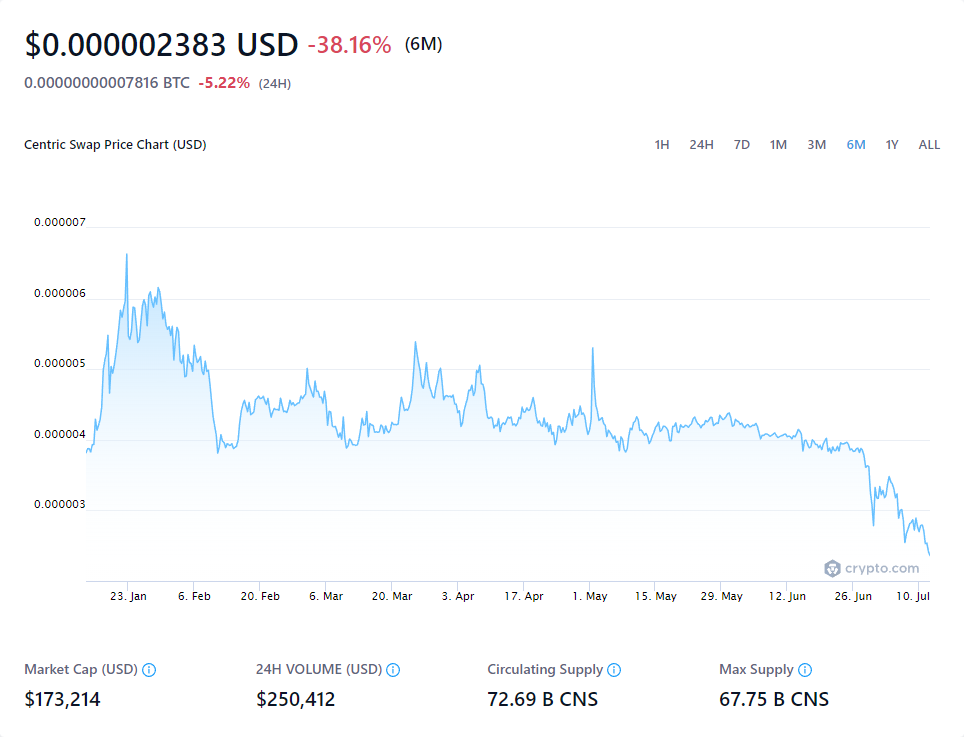 $0.000002383 USD -38.16% (6M)
0.00000000007816 BTC -5.22% (24H)
Centric Swap Price Chart (USD) 1H 24H 7D 1M 3M 6M 1Y ALL
0.000007
0.000006
0.000005
0.000004
0.000003
crypto.com
23. Jan 6. Feb 20. Feb 6. Mar 20. Mar 3. Apr 17. Apr 1. May 15. May 29. May 12. Jun 26. Jun 10. Jul
Market Cap (USD) 24H VOLUME (USD) Circulating Supply Max Supply
$173,214 $250,412 72.69 B CNS 67.75 B CNS